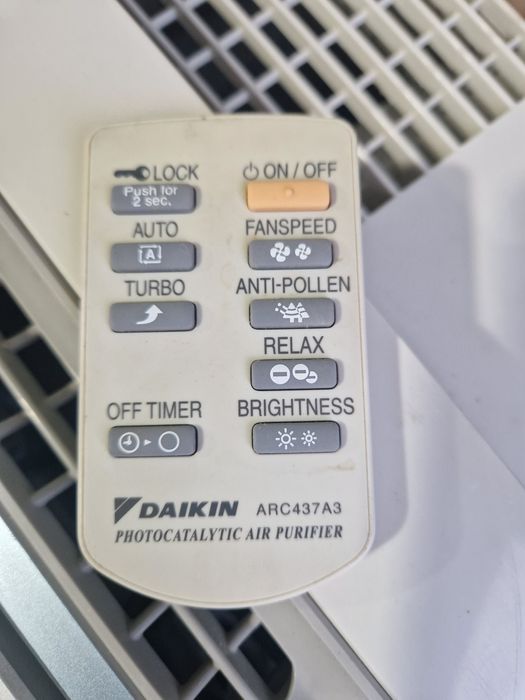 LOCK
ON / OFF
Push for
2 sec.
AUTO
FANSPEED
A
TURBO
ANTI-POLLEN
RELAX
OFF TIMER
BRIGHTNESS
DAIKIN ARC437A3
PHOTOCATALYTIC AIR PURIFIER